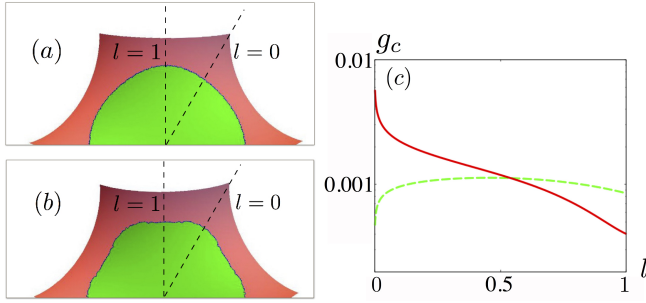 (a)
l = 1
l = 0
(b)
l = 1
l = 0
g_c
0.01
(c)
0.001
0
0.5
1
l